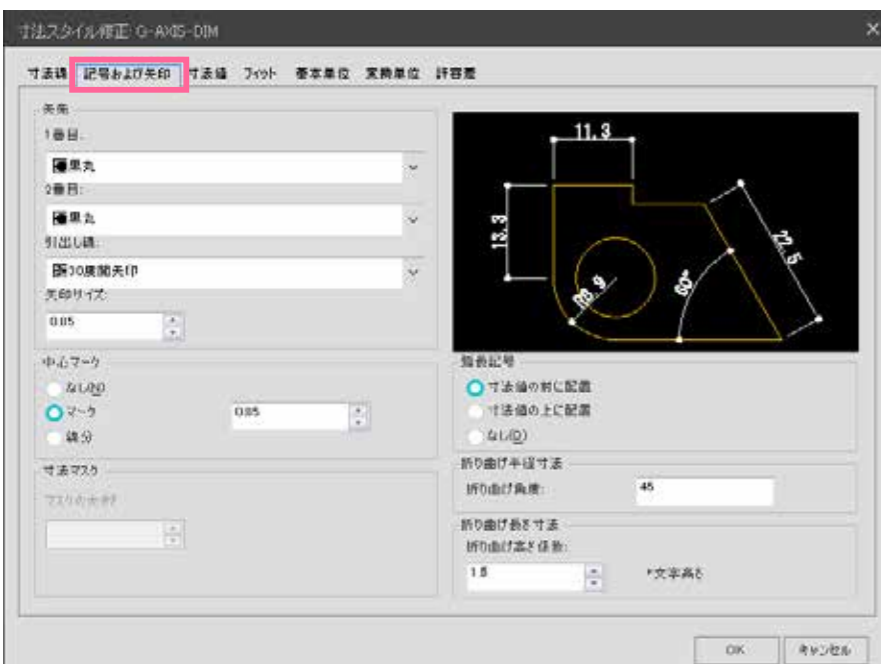 寸法スタイル修正: G-AXIS-DIM
寸法線 記号および矢印 寸法値 フィット 基本単位 変換単位 許容差
矢先
1番目:
黒丸
2番目:
黒丸
引出し線:
30度開矢印
矢印サイズ:
0.05
中心マーク
なし(N)
マーク 0.05
線分
寸法マスク
11.3
13.3
22.5
R8.9
60°
弧長記号
寸法値の前に配置
寸法値の上に配置
なし(O)
折り曲げ半径寸法
折り曲げ角度: 45
折り曲げ長さ寸法
折り曲げ高さ係数:
1.5 *文字高さ
OK キャンセル